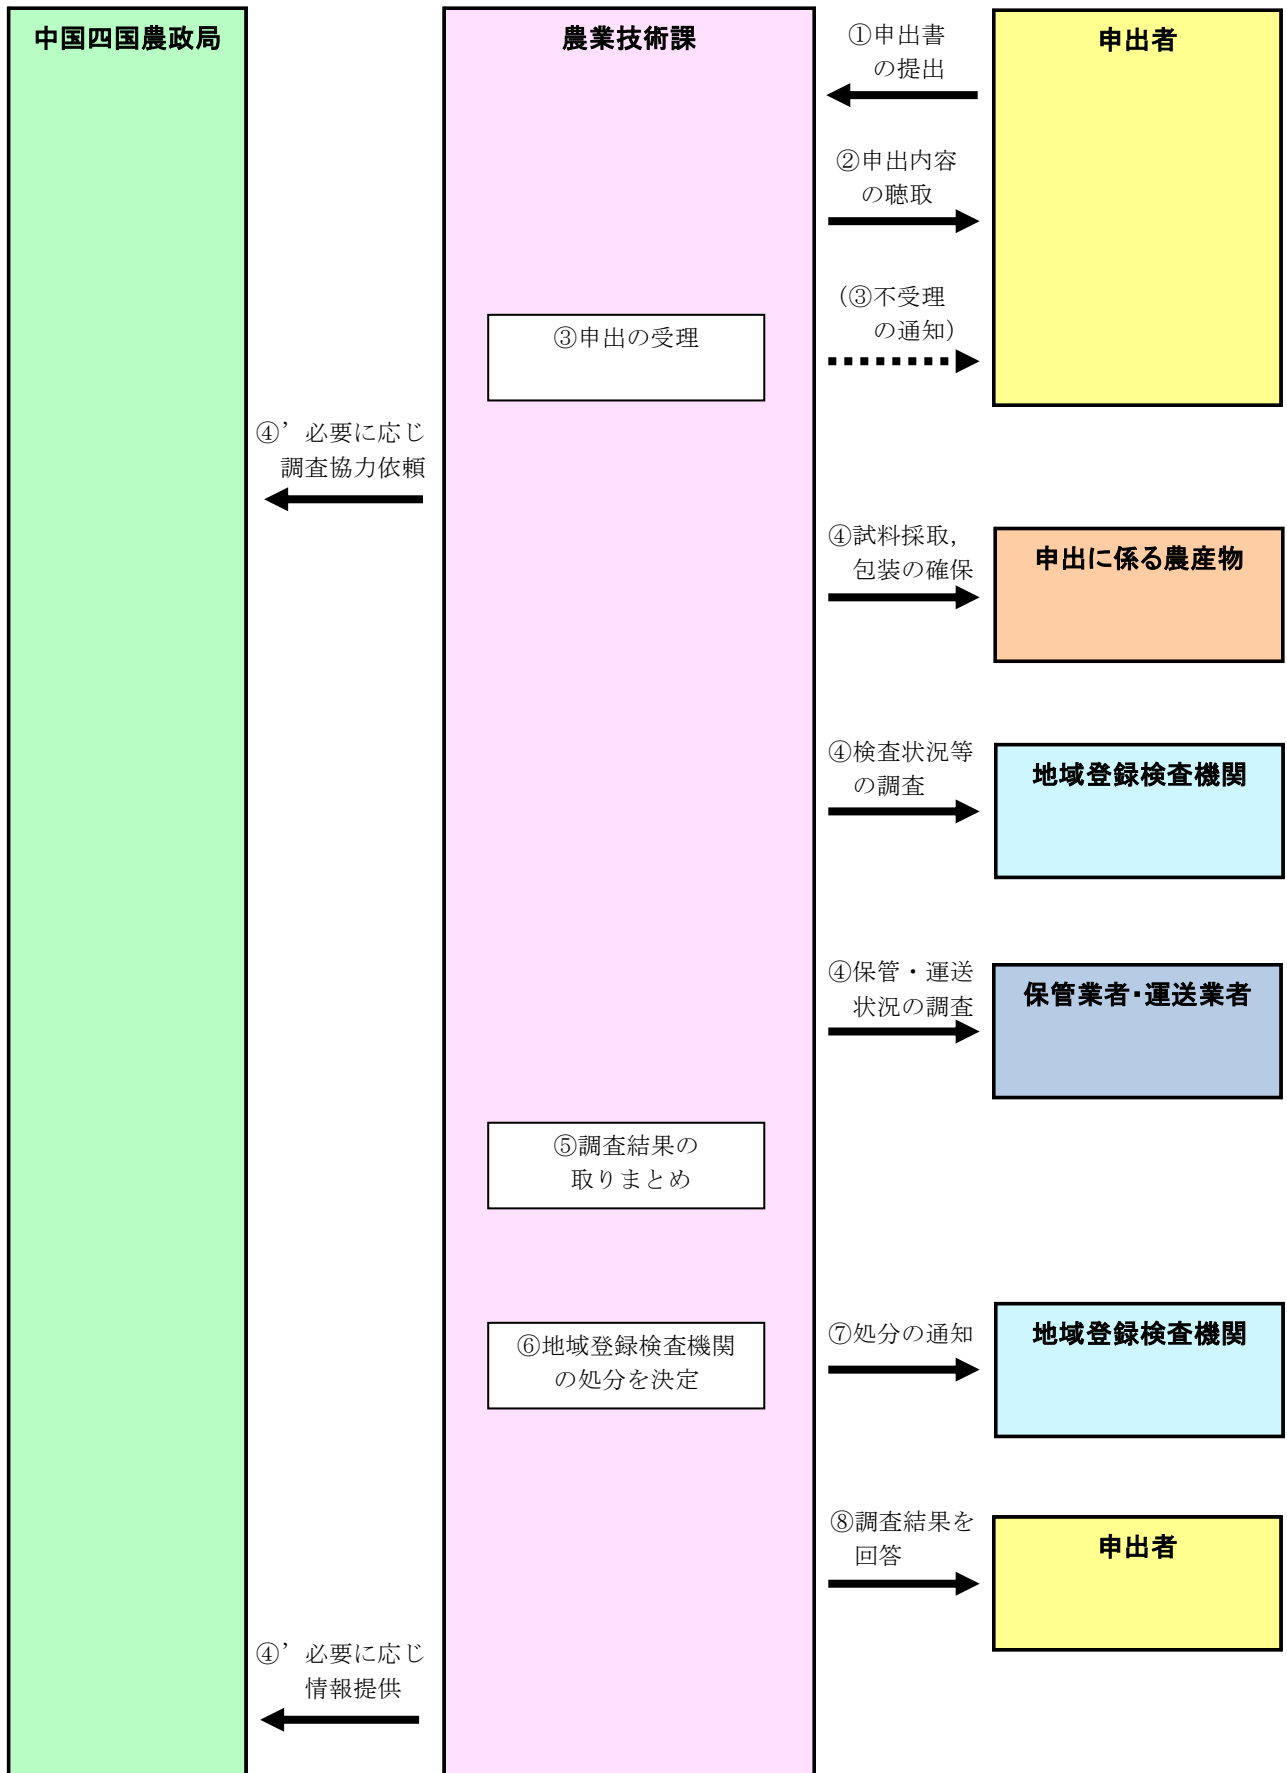 中国四国農政局
農業技術課
申出者
①申出書
の提出
②申出内容
の聴取
(③不受理
の通知)
③申出の受理
④’必要に応じ
調査協力依頼
④試料採取,
包装の確保
申出に係る農産物
④検査状況等
の調査
地域登録検査機関
④保管・運送
状況の調査
保管業者・運送業者
⑤調査結果の
取りまとめ
⑥地域登録検査機関
の処分を決定
⑦処分の通知
地域登録検査機関
⑧調査結果を
回答
申出者
④’必要に応じ
情報提供